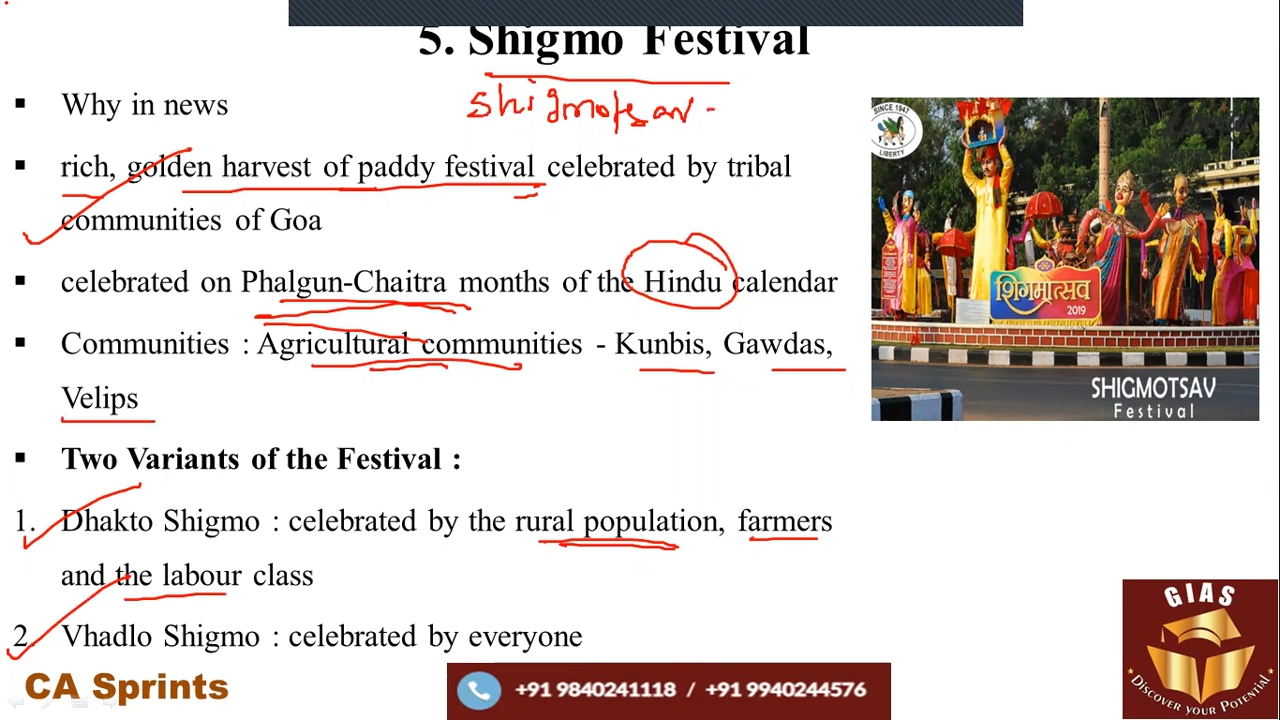 5. Shigmo Festival
Shigmotsav -
▪ Why in news
▪ rich, golden harvest of paddy festival celebrated by tribal
communities of Goa
▪ celebrated on Phalgun-Chaitra months of the Hindu calendar
▪ Communities : Agricultural communities - Kunbis, Gawdas,
Velips
▪ Two Variants of the Festival :
1. Dhakto Shigmo : celebrated by the rural population, farmers
and the labour class
2. Vhadlo Shigmo : celebrated by everyone
SINCE 1947
LIBERTY
शिगमोत्सव
2019
SHIGMOTSAV
Festival
CA Sprints
+91 9840241118 / +91 9940244576
GIAS
DISCOVER YOUR POTENTIAL